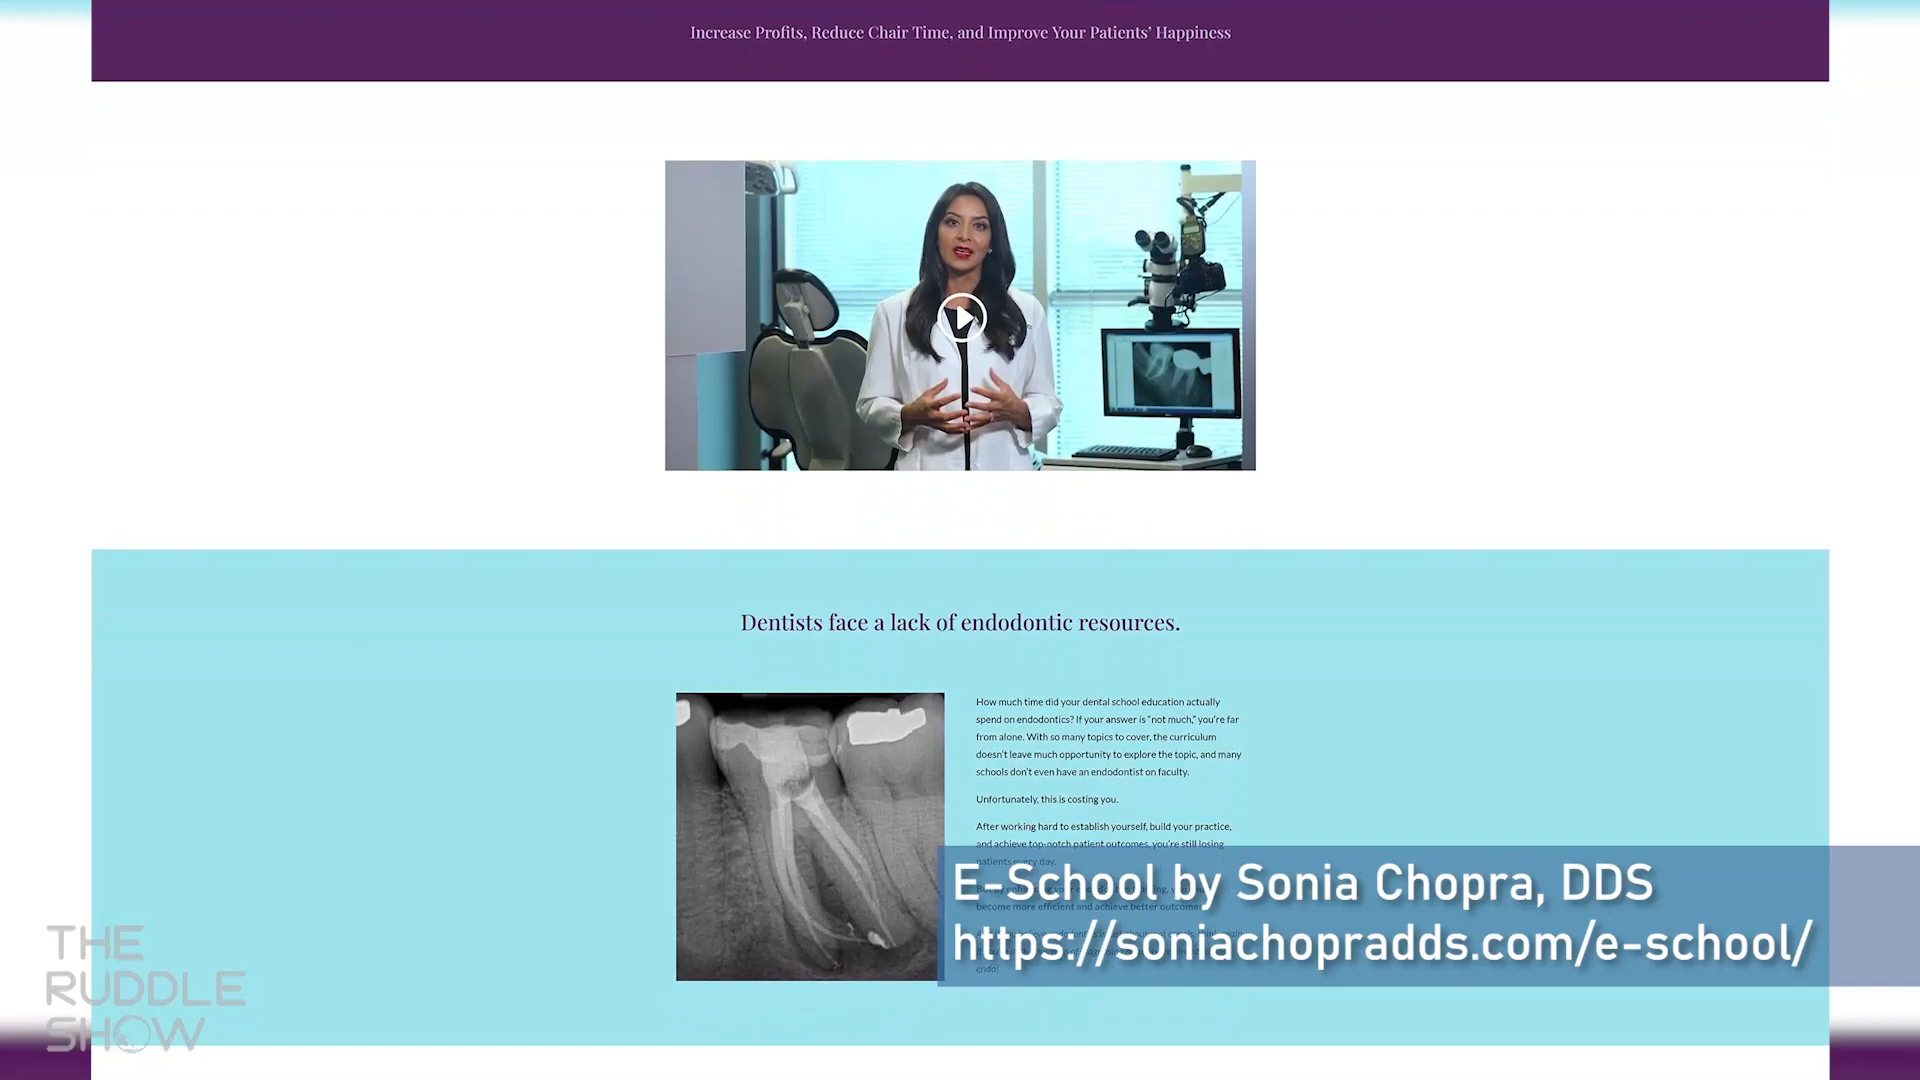 Increase Profits, Reduce Chair Time, and Improve Your Patients' Happiness
Dentists face a lack of endodontic resources.
How much time did your dental school education actually
spend on endodontics? If your answer is "not much," you're far
from alone. With so many topics to cover, the curriculum
doesn't leave much opportunity to explore the topic, and many
schools don't even have an endodontist on faculty.
Unfortunately, this is costing you.
After working hard to establish yourself, build your practice,
and achieve top-notch patient outcomes, you're still losing
patients every day.
become more efficient and achieve better outcomes
endo!
E-School by Sonia Chopra, DDS
https://soniachopradds.com/e-school/
THE
RUDDLE
SHOW